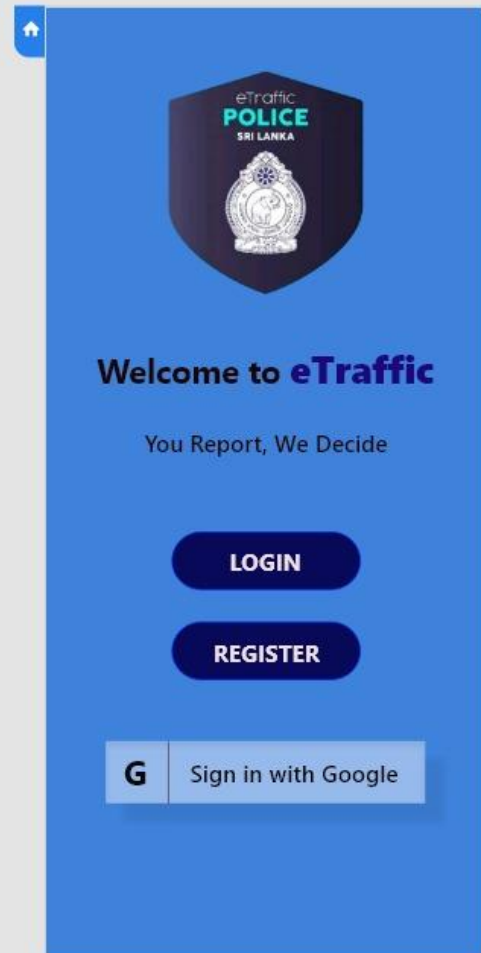 eTraffic
POLICE
SRI LANKA
Welcome to eTraffic
You Report, We Decide
LOGIN
REGISTER
G Sign in with Google